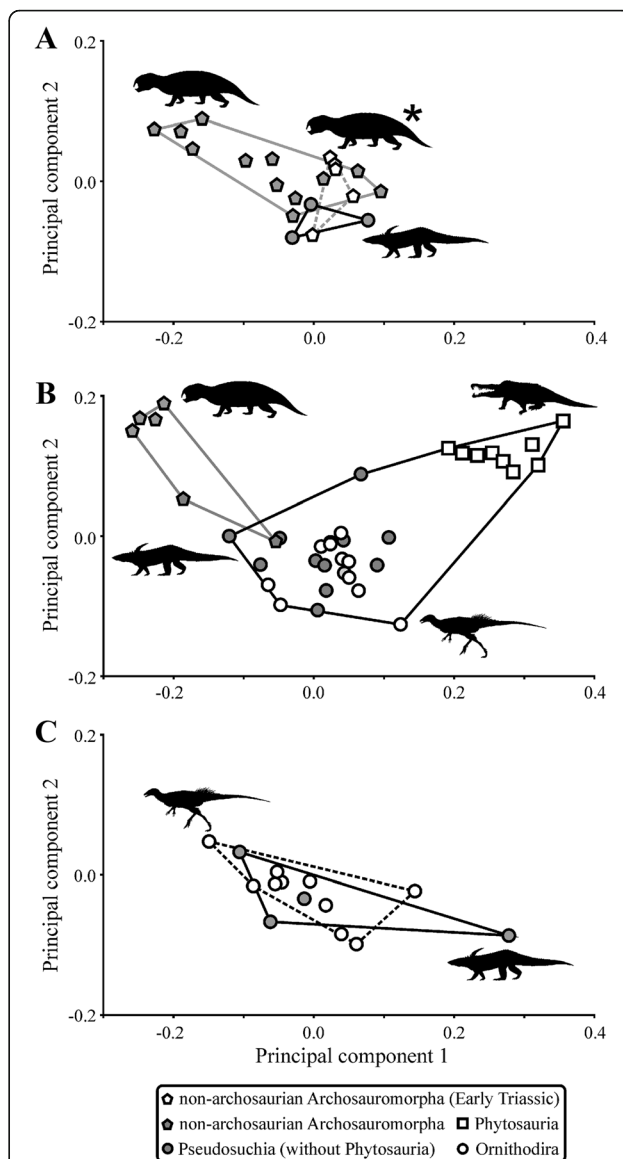 A
0.2
Principal component 2
*
0.0
-0.2
-0.2
0.0
0.2
0.4
B
0.2
Principal component 2
0.0
-0.2
-0.2
0.0
0.2
0.4
C
0.2
Principal component 2
0.0
-0.2
-0.2
0.0
0.2
0.4
Principal component 1
non-archosaurian Archosauromorpha (Early Triassic)
non-archosaurian Archosauromorpha
Phytosauria
Pseudosuchia (without Phytosauria)
Ornithodira